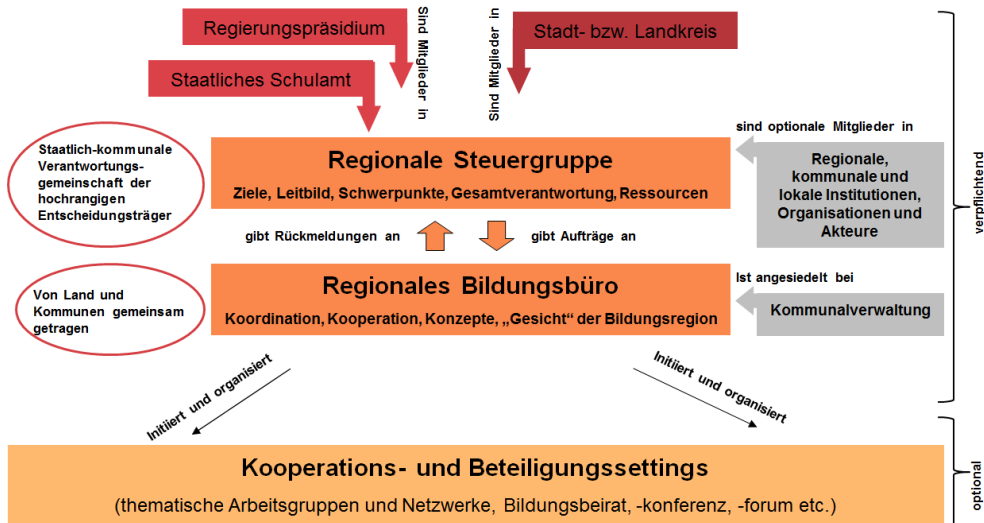 Regierungspräsidium
Sind Mitglieder in
Stadt- bzw. Landkreis
Sind Mitglieder in
Staatliches Schulamt
Staatlich-kommunale
Verantwortungs-
gemeinschaft der
hochrangigen
Entscheidungsträger
Regionale Steuergruppe
Ziele, Leitbild, Schwerpunkte, Gesamtverantwortung, Ressourcen
sind optionale Mitglieder in
Regionale,
kommunale und
lokale Institutionen,
Organisationen und
Akteure
verpflichtend
gibt Rückmeldungen an
gibt Aufträge an
Von Land und
Kommunen gemeinsam
getragen
Regionales Bildungsbüro
Koordination, Kooperation, Konzepte, „Gesicht“ der Bildungsregion
Ist angesiedelt bei
Kommunalverwaltung
Initiiert und organisiert
Initiiert und organisiert
Kooperations- und Beteiligungssettings
(thematische Arbeitsgruppen und Netzwerke, Bildungsbeirat, -konferenz, -forum etc.)
optional